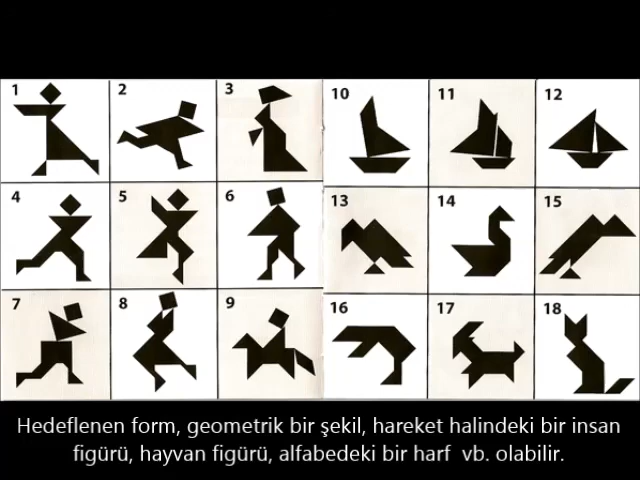 1 2 3 10 11 12
4 5 6 13 14 15
7 8 9 16 17 18
Hedeflenen form, geometrik bir şekil, hareket halindeki bir insan
figürü, hayvan figürü, alfabedeki bir harf vb. olabilir.